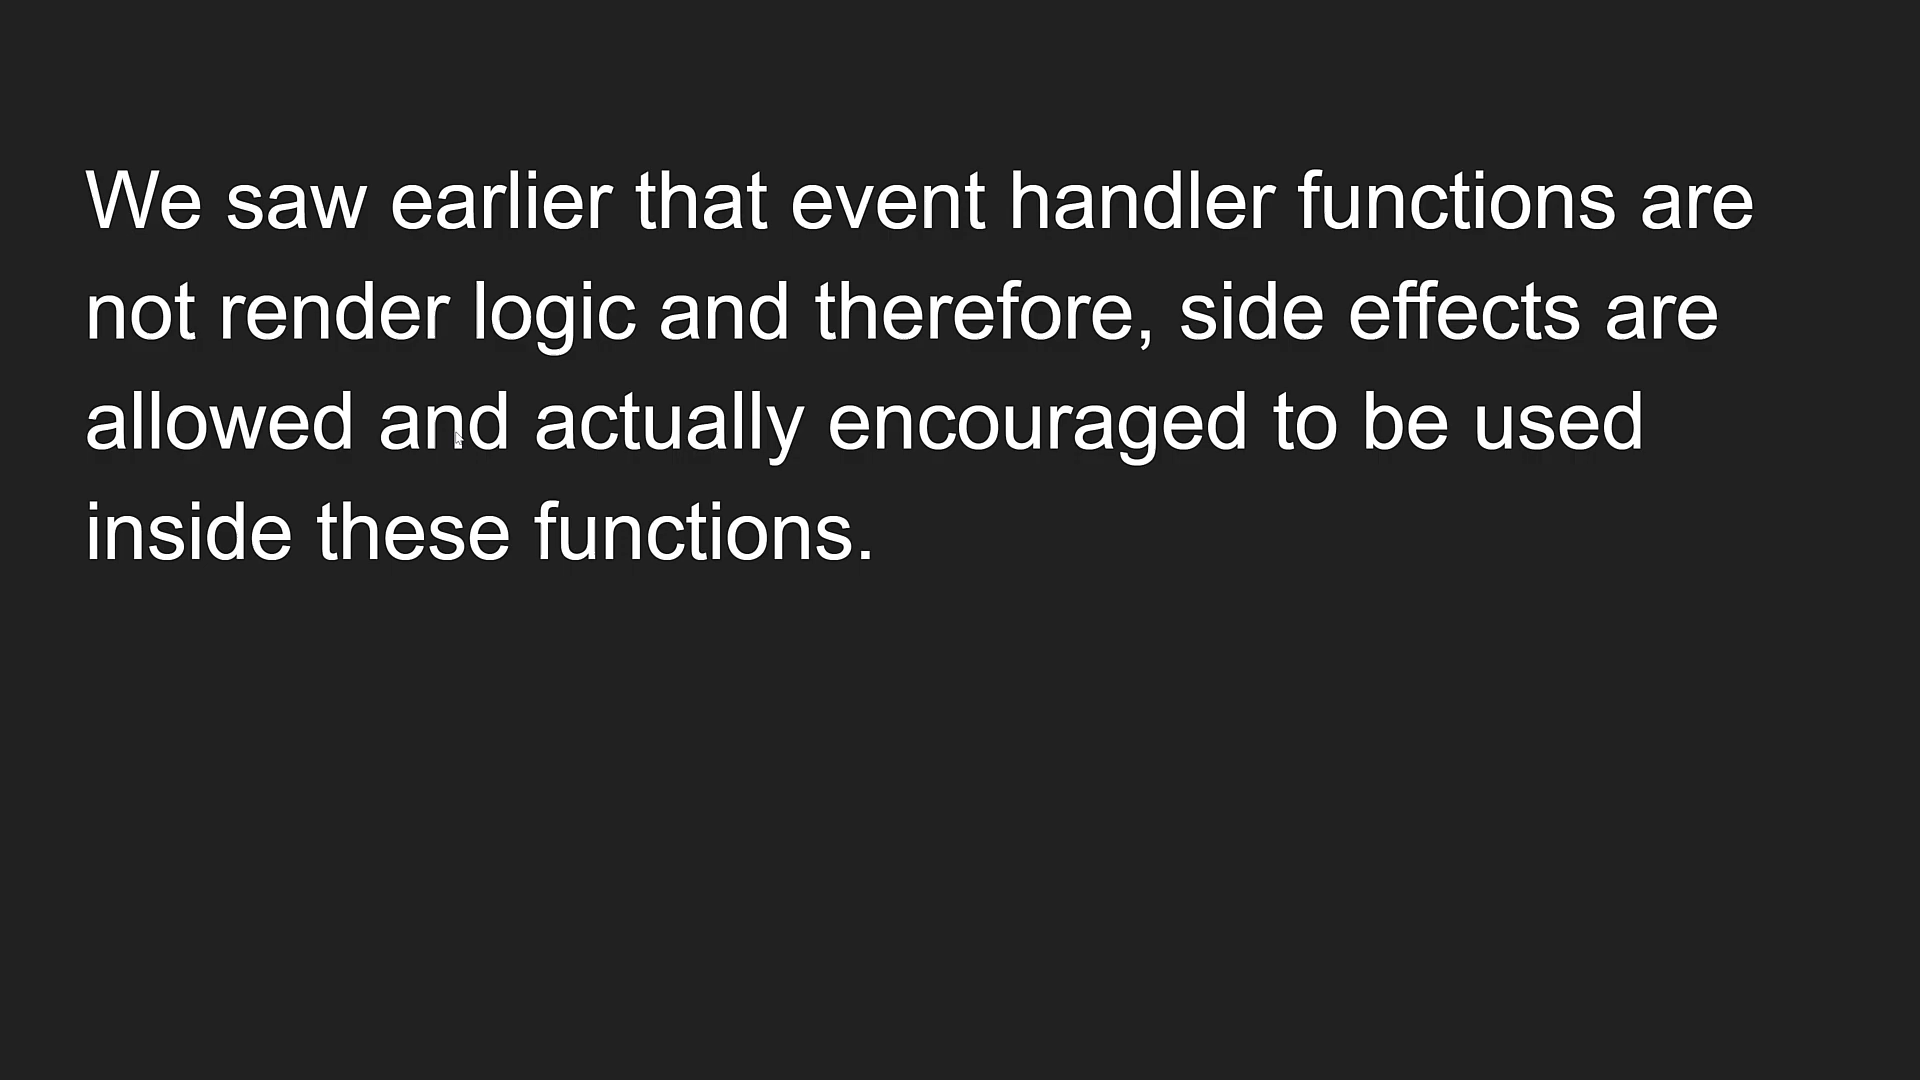 We saw earlier that event handler functions are
not render logic and therefore, side effects are
allowed and actually encouraged to be used
inside these functions.